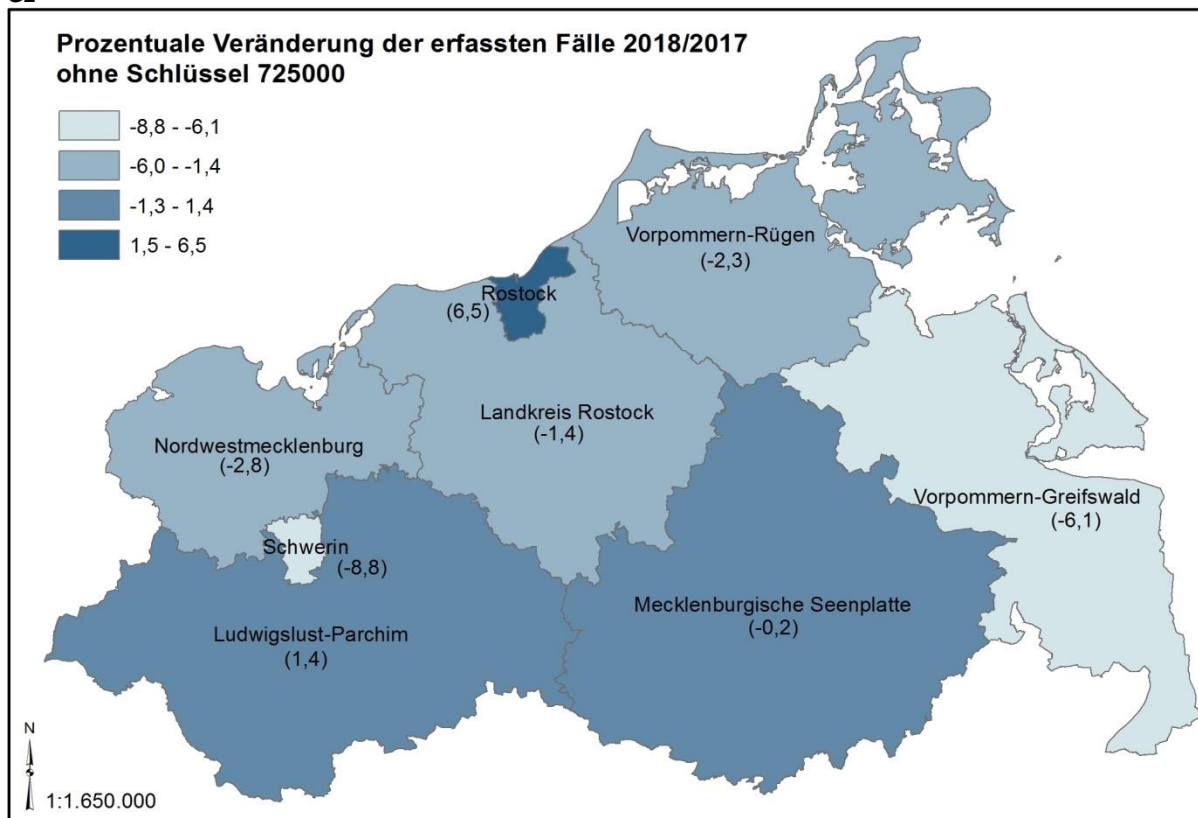 Prozentuale Veränderung der erfassten Fälle 2018/2017
ohne Schlüssel 725000
-8,8 - -6,1
-6,0 - -1,4
-1,3 - 1,4
1,5 - 6,5
Vorpommern-Rügen
(-2,3)
Rostock
(6,5)
Landkreis Rostock
(-1,4)
Nordwestmecklenburg
(-2,8)
Vorpommern-Greifswald
(-6,1)
Schwerin
(-8,8)
Mecklenburgische Seenplatte
(-0,2)
Ludwigslust-Parchim
(1,4)
N
1:1.650.000